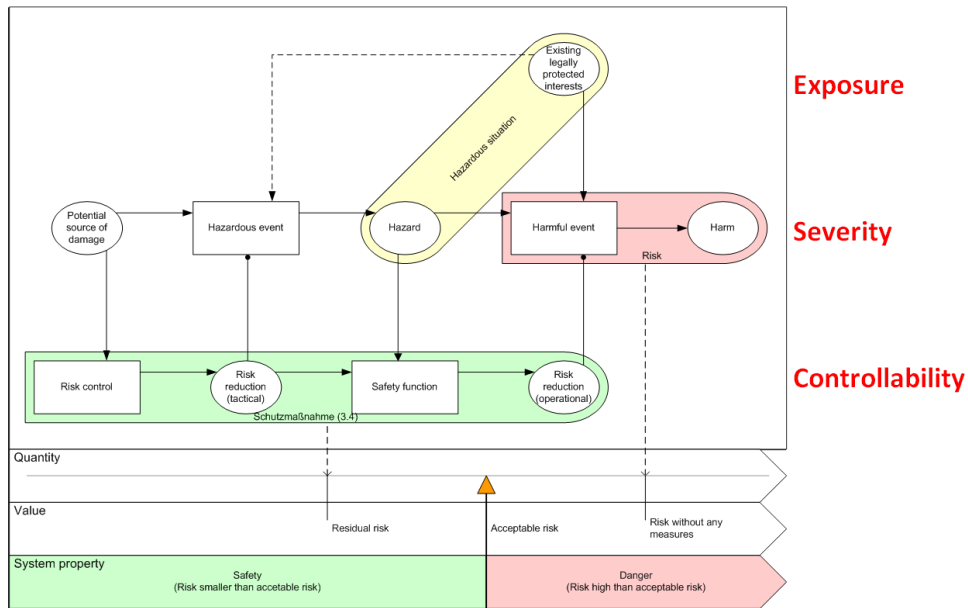 Existing
legally
protected
interests
Exposure
Hazardous situation
Potential
source of
damage
Hazardous event
Hazard
Harmful event
Harm
Severity
Risk
Risk control
Risk
reduction
(tactical)
Safety function
Risk
reduction
(operational)
Controllability
Schutzmaßnahme (3.4)
Quantity
Value
Residual risk
Acceptable risk
Risk without any
measures
System property
Safety
(Risk smaller than accetable risk)
Danger
(Risk high than acceptable risk)